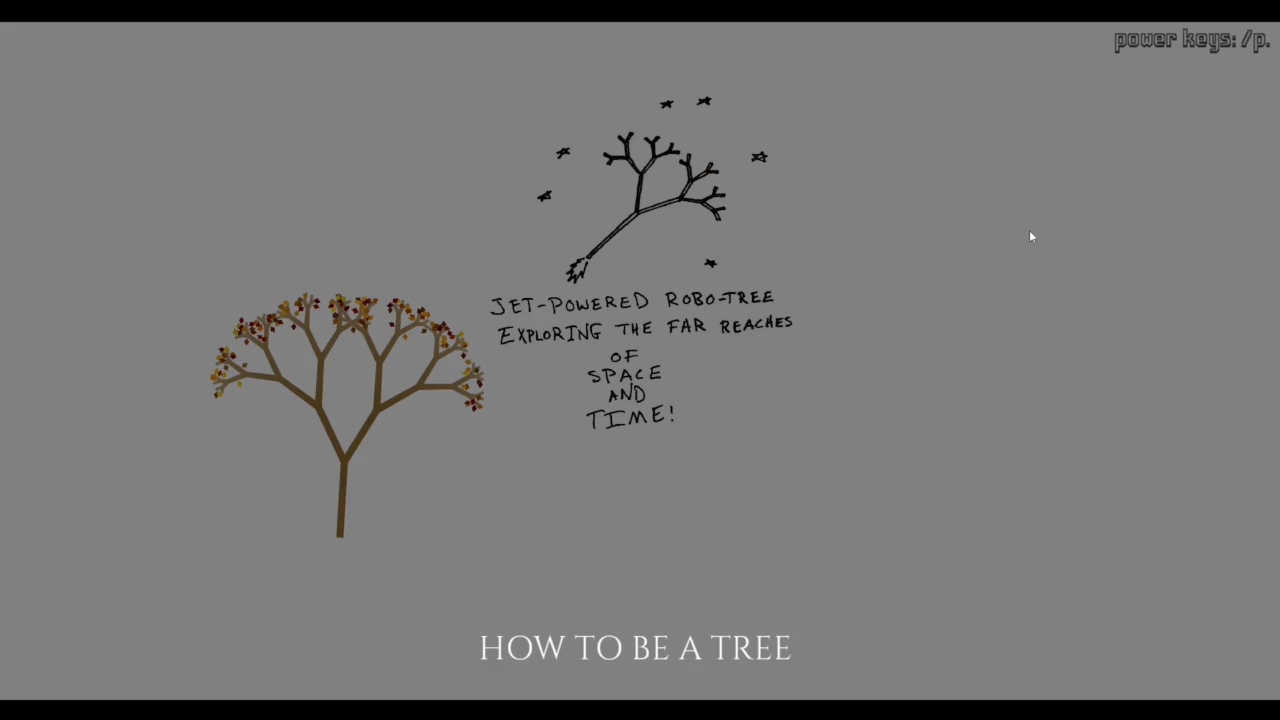 power keys: /p.
JET-POWERED ROBO-TREE
EXPLORING THE FAR REACHES
OF
SPACE
AND
TIME!
HOW TO BE A TREE